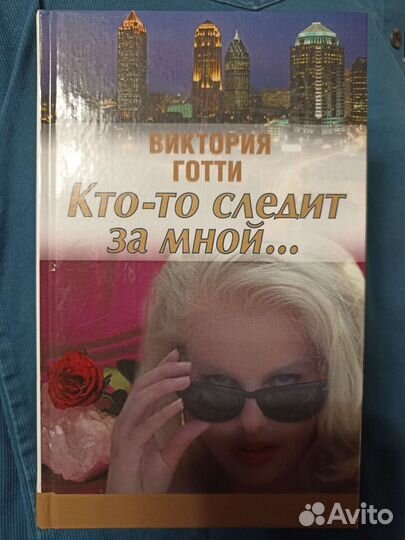 ВИКТОРИЯ
ГОТТИ
Кто-то следит
за мной...
Avito